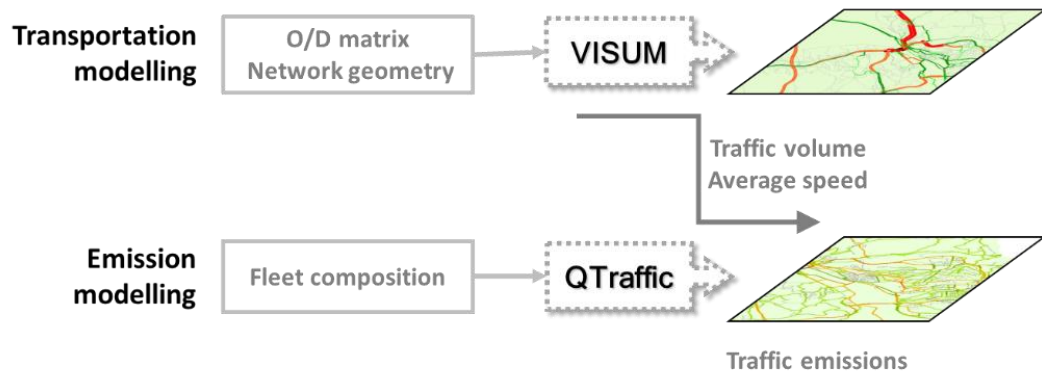 Transportation
modelling
O/D matrix
Network geometry
VISUM
Traffic volume
Average speed
Emission
modelling
Fleet composition
QTraffic
Traffic emissions